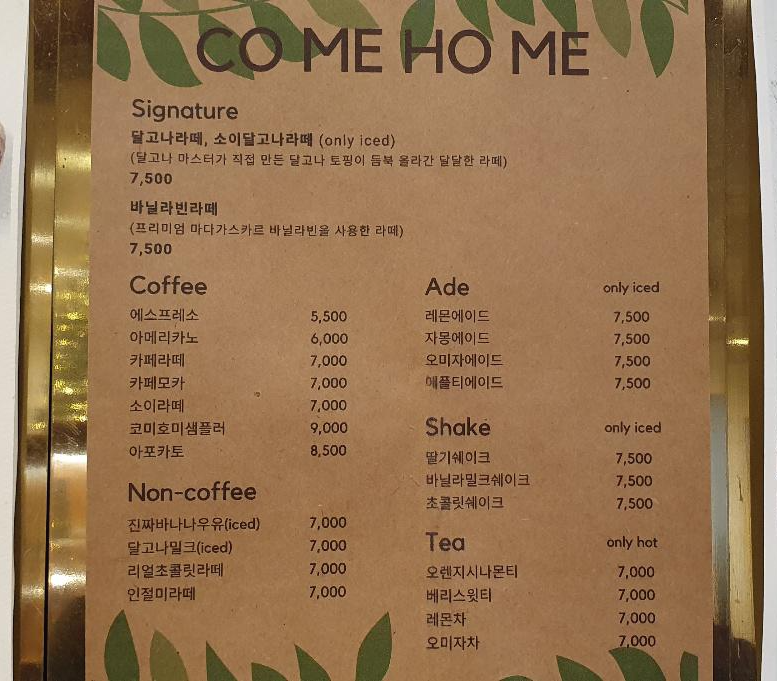 CO ME HO ME
Signature
달고나라떼, 소이달고나라떼 (only iced)
(달고나 마스터가 직접 만든 달고나 토핑이 듬북 올라간 달달한 라떼)
7,500
바닐라빈라떼
(프리미엄 마다가스카르 바닐라빈을 사용한 라떼)
7,500
Coffee
에스프레소 5,500
아메리카노 6,000
카페라떼 7,000
카페모카 7,000
소이라떼 7,000
코미호미샘플러 9,000
아포카토 8,500
Non-coffee
진짜바나나우유(iced) 7,000
달고나밀크(iced) 7,000
리얼초콜릿라떼 7,000
인절미라떼 7,000
Ade only iced
레몬에이드 7,500
자몽에이드 7,500
오미자에이드 7,500
애플티에이드 7,500
Shake only iced
딸기쉐이크 7,500
바닐라밀크쉐이크 7,500
초콜릿쉐이크 7,500
Tea only hot
오렌지시나몬티 7,000
베리스윗티 7,000
레몬차 7,000
오미자차 7,000